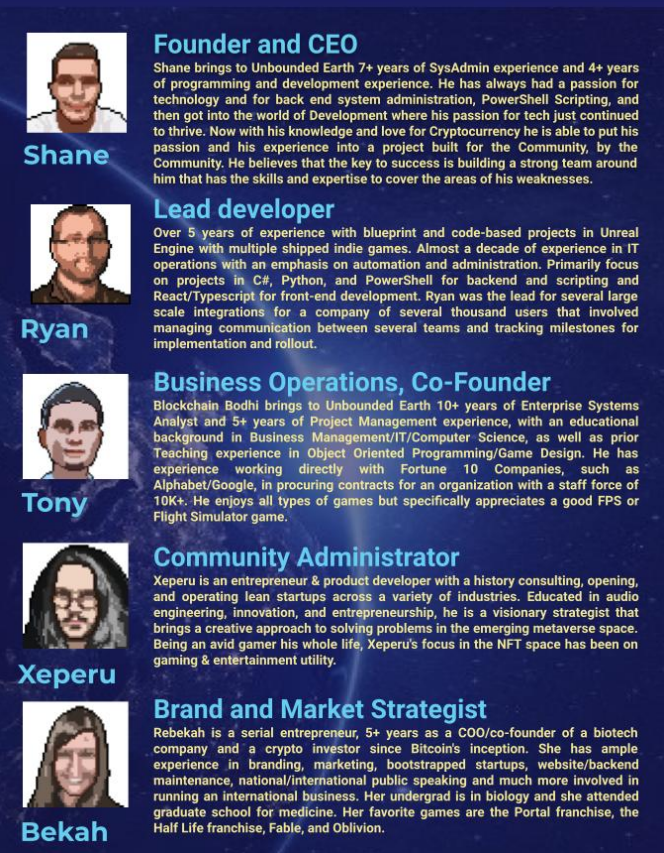 Founder and CEO
Shane brings to Unbounded Earth 7+ years of SysAdmin experience and 4+ years
of programming and development experience. He has always had a passion for
technology and for back end system administration, PowerShell Scripting, and
then got into the world of Development where his passion for tech just continued
to thrive. Now with his knowledge and love for Cryptocurrency he is able to put his
passion and his experience into a project built for the Community, by the
Community. He believes that the key to success is building a strong team around
him that has the skills and expertise to cover the areas of his weaknesses.
Shane
Lead developer
Over 5 years of experience with blueprint and code-based projects in Unreal
Engine with multiple shipped indie games. Almost a decade of experience in IT
operations with an emphasis on automation and administration. Primarily focus
on projects in C#, Python, and PowerShell for backend and scripting and
React/Typescript for front-end development. Ryan was the lead for several large
scale integrations for a company of several thousand users that involved
managing communication between several teams and tracking milestones for
implementation and rollout.
Ryan
Business Operations, Co-Founder
Blockchain Bodhi brings to Unbounded Earth 10+ years of Enterprise Systems
Analyst and 5+ years of Project Management experience, with an educational
background in Business Management/IT/Computer Science, as well as prior
Teaching experience in Object Oriented Programming/Game Design. He has
experience working directly with Fortune 10 Companies, such as
Alphabet/Google, in procuring contracts for an organization with a staff force of
10K+. He enjoys all types of games but specifically appreciates a good FPS or
Flight Simulator game.
Tony
Community Administrator
Xeperu is an entrepreneur & product developer with a history consulting, opening,
and operating lean startups across a variety of industries. Educated in audio
engineering, innovation, and entrepreneurship, he is a visionary strategist that
brings a creative approach to solving problems in the emerging metaverse space.
Being an avid gamer his whole life, Xeperu's focus in the NFT space has been on
gaming & entertainment utility.
Xeperu
Brand and Market Strategist
Rebekah is a serial entrepreneur, 5+ years as a COO/co-founder of a biotech
company and a crypto investor since Bitcoin's inception. She has ample
experience in branding, marketing, bootstrapped startups, website/backend
maintenance, national/international public speaking and much more involved in
running an international business. Her undergrad is in biology and she attended
graduate school for medicine. Her favorite games are the Portal franchise, the
Half Life franchise, Fable, and Oblivion.
Bekah